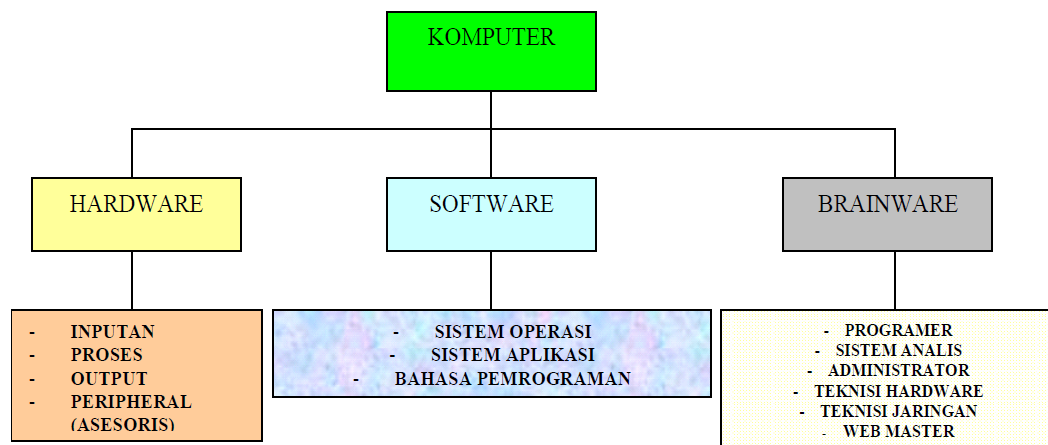 KOMPUTER
HARDWARE
SOFTWARE
BRAINWARE
- INPUTAN
- PROSES
- OUTPUT
- PERIPHERAL
(ASESORIS)
- SISTEM OPERASI
- SISTEM APLIKASI
- BAHASA PEMROGRAMAN
- PROGRAMER
- SISTEM ANALIS
- ADMINISTRATOR
- TEKNISI HARDWARE
- TEKNISI JARINGAN
- WEB MASTER